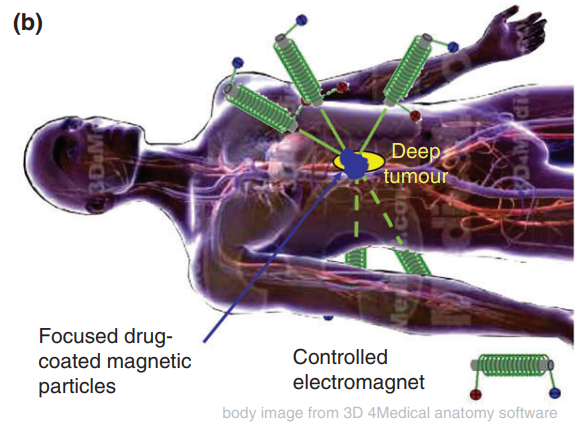 (b)
Deep
tumour
Focused drug-
coated magnetic
particles
Controlled
electromagnet
body image from 3D 4Medical anatomy software